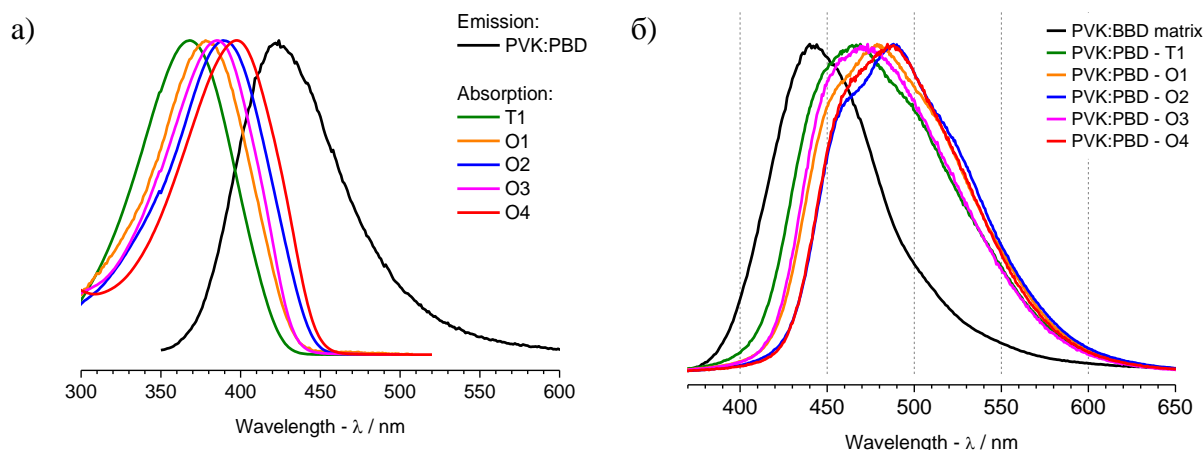 а)
Emission:
PVK:PBD
Absorption:
T1
O1
O2
O3
O4
300 350 400 450 500 550 600
Wavelength - λ / nm
б)
PVK:BBD matrix
PVK:PBD - T1
PVK:PBD - O1
PVK:PBD - O2
PVK:PBD - O3
PVK:PBD - O4
400 450 500 550 600 650
Wavelength - λ / nm